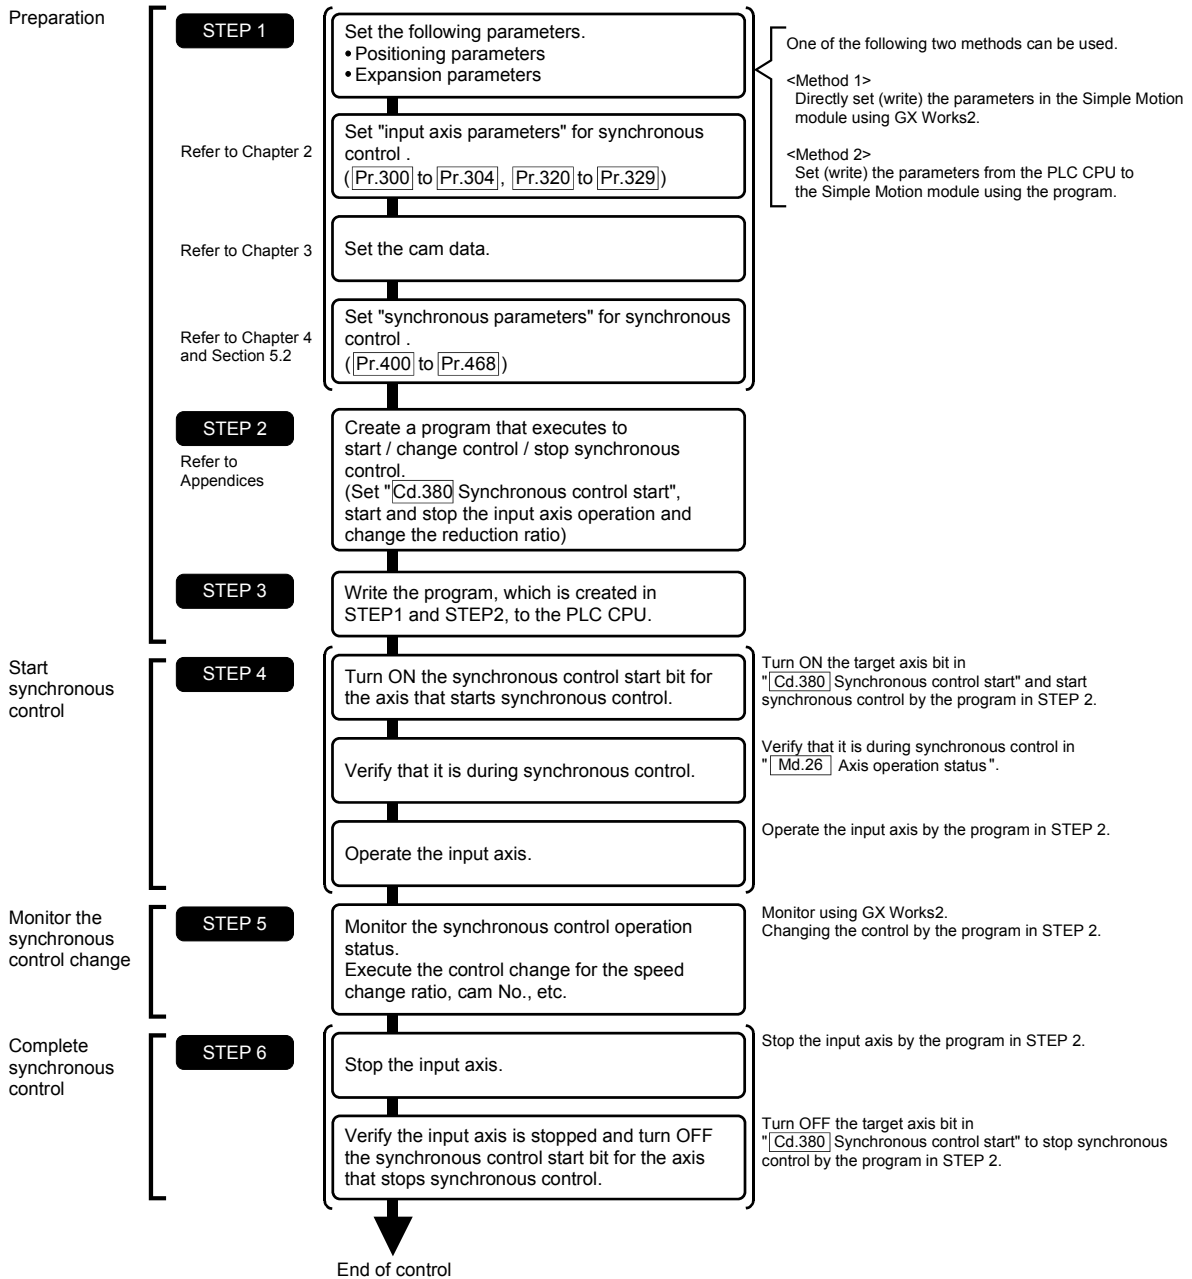 Preparation
STEP 1
Set the following parameters.
• Positioning parameters
• Expansion parameters
One of the following two methods can be used.
<Method 1>
Directly set (write) the parameters in the Simple Motion
module using GX Works2.
<Method 2>
Set (write) the parameters from the PLC CPU to
the Simple Motion module using the program.
Refer to Chapter 2
Set "input axis parameters" for synchronous
control .
( Pr.300 to Pr.304 , Pr.320 to Pr.329 )
Refer to Chapter 3
Set the cam data.
Refer to Chapter 4
and Section 5.2
Set "synchronous parameters" for synchronous
control .
( Pr.400 to Pr.468 )
STEP 2
Refer to
Appendices
Create a program that executes to
start / change control / stop synchronous
control.
(Set "Cd.380 Synchronous control start",
start and stop the input axis operation and
change the reduction ratio)
STEP 3
Write the program, which is created in
STEP1 and STEP2, to the PLC CPU.
Start
synchronous
control
STEP 4
Turn ON the synchronous control start bit for
the axis that starts synchronous control.
Turn ON the target axis bit in
" Cd.380 Synchronous control start" and start
synchronous control by the program in STEP 2.
Verify that it is during synchronous control.
Verify that it is during synchronous control in
" Md.26 Axis operation status".
Operate the input axis.
Operate the input axis by the program in STEP 2.
Monitor the
synchronous
control change
STEP 5
Monitor the synchronous control operation
status.
Execute the control change for the speed
change ratio, cam No., etc.
Monitor using GX Works2.
Changing the control by the program in STEP 2.
Complete
synchronous
control
STEP 6
Stop the input axis.
Stop the input axis by the program in STEP 2.
Verify the input axis is stopped and turn OFF
the synchronous control start bit for the axis
that stops synchronous control.
Turn OFF the target axis bit in
" Cd.380 Synchronous control start" to stop synchronous
control by the program in STEP 2.
End of control